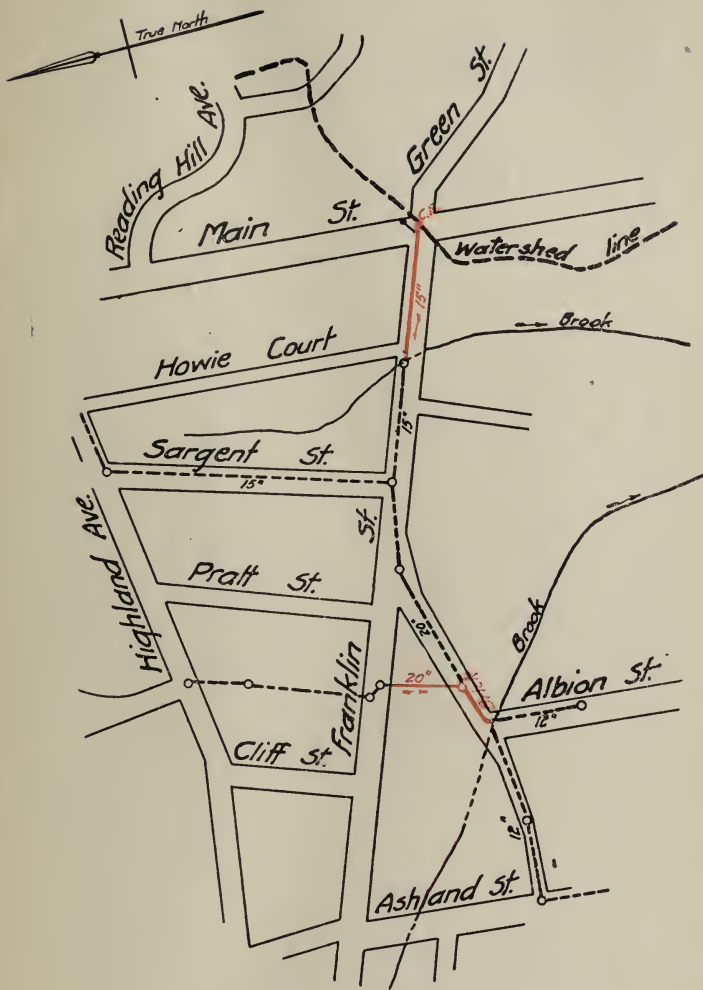 True North
Reading Hill Ave.
Green St.
Main St.
Watershed line
15"
Brook
Howie Court
15"
Sargent St.
15"
Highland Ave.
St.
Pratt St.
20"
Brook
Franklin
20"
Albion St.
12"
Cliff St.
12"
Ashland St.